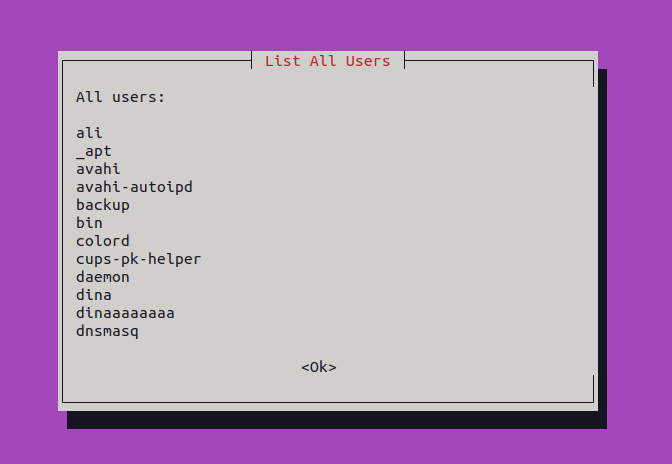 List All Users
All users:
ali
_apt
avahi
avahi-autoipd
backup
bin
colord
cups-pk-helper
daemon
dina
dinaaaaaaaa
dnsmasq
<Ok>